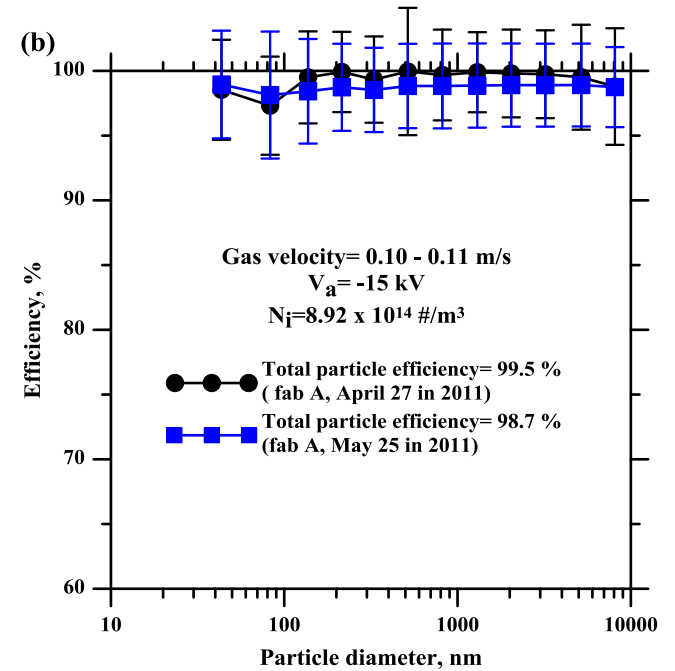 (b)
100
90
80
70
60
Efficiency, %
Gas velocity= 0.10 - 0.11 m/s
Va= -15 kV
Ni=8.92 x 10¹⁴ #/m³
Total particle efficiency= 99.5 %
( fab A, April 27 in 2011)
Total particle efficiency= 98.7 %
(fab A, May 25 in 2011)
10
100
1000
10000
Particle diameter, nm